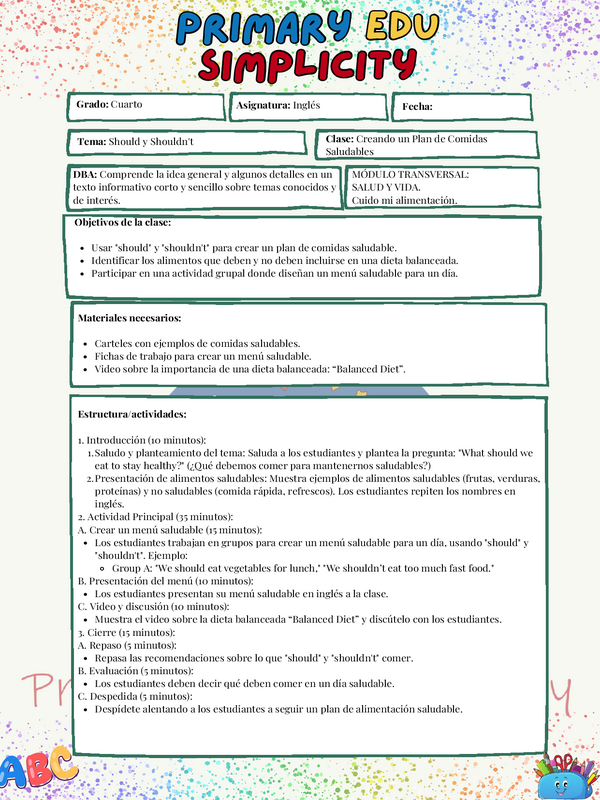 PRIMARY EDU
SIMPLICITY
Grado: Cuarto
Asignatura: Inglés
Fecha:
Tema: Should y Shouldn't
Clase: Creando un Plan de Comidas
Saludables
DBA: Comprende la idea general y algunos detalles en un
texto informativo corto y sencillo sobre temas conocidos y
de interés.
MÓDULO TRANSVERSAL:
SALUD Y VIDA.
Cuido mi alimentación.
Objetivos de la clase:
• Usar "should" y "shouldn't" para crear un plan de comidas saludable.
• Identificar los alimentos que deben y no deben incluirse en una dieta balanceada.
• Participar en una actividad grupal donde diseñan un menú saludable para un día.
Materiales necesarios:
• Carteles con ejemplos de comidas saludables.
• Fichas de trabajo para crear un menú saludable.
• Video sobre la importancia de una dieta balanceada: “Balanced Diet”.
Estructura/actividades:
1. Introducción (10 minutos):
1. Saludo y planteamiento del tema: Saluda a los estudiantes y plantea la pregunta: "What should we
eat to stay healthy?" (¿Qué debemos comer para mantenernos saludables?)
2. Presentación de alimentos saludables: Muestra ejemplos de alimentos saludables (frutas, verduras,
proteínas) y no saludables (comida rápida, refrescos). Los estudiantes repiten los nombres en
inglés.
2. Actividad Principal (35 minutos):
A. Crear un menú saludable (15 minutos):
• Los estudiantes trabajan en grupos para crear un menú saludable para un día, usando "should" y
"shouldn't". Ejemplo:
◦ Group A: "We should eat vegetables for lunch," "We shouldn’t eat too much fast food."
B. Presentación del menú (10 minutos):
• Los estudiantes presentan su menú saludable en inglés a la clase.
C. Video y discusión (10 minutos):
• Muestra el video sobre la dieta balanceada “Balanced Diet” y discútelo con los estudiantes.
3. Cierre (15 minutos):
A. Repaso (5 minutos):
• Repasa las recomendaciones sobre lo que "should" y "shouldn't" comer.
B. Evaluación (5 minutos):
• Los estudiantes deben decir qué deben comer en un día saludable.
C. Despedida (5 minutos):
• Despídete alentando a los estudiantes a seguir un plan de alimentación saludable.
ABC